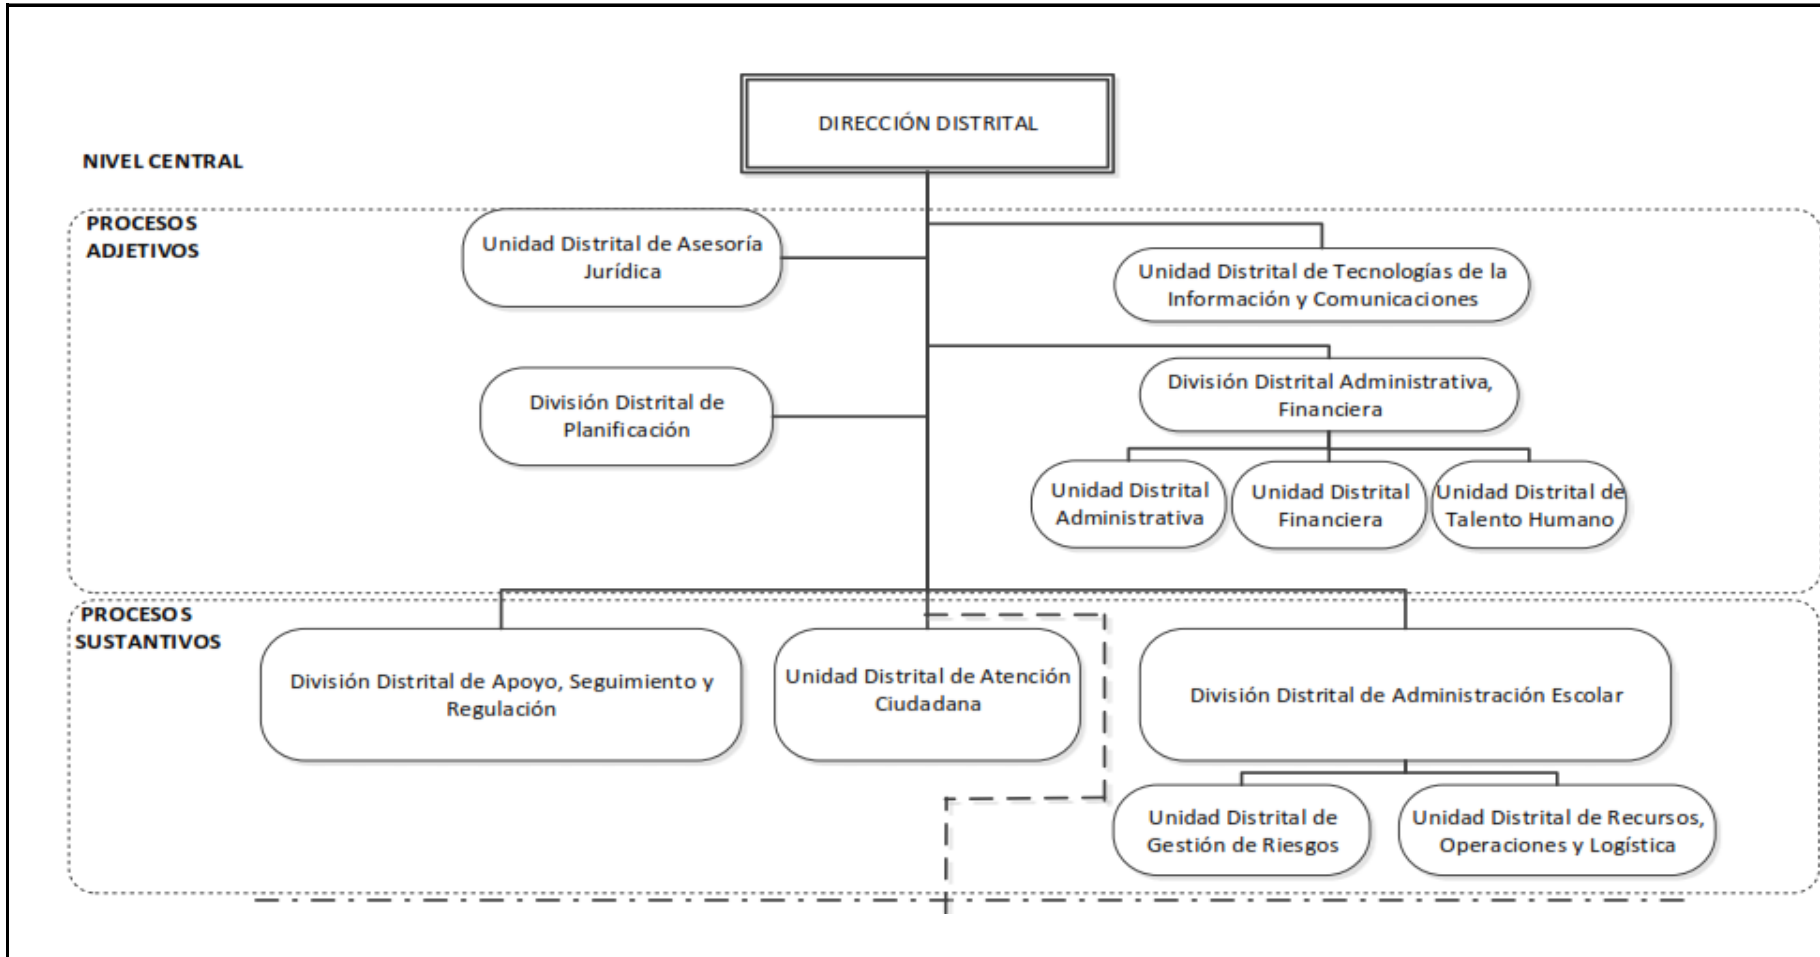 DIRECCIÓN DISTRITAL
NIVEL CENTRAL
PROCESOS
ADJETIVOS
Unidad Distrital de Asesoría
Jurídica
Unidad Distrital de Tecnologías de la
Información y Comunicaciones
División Distrital de
Planificación
División Distrital Administrativa,
Financiera
Unidad Distrital
Administrativa
Unidad Distrital
Financiera
Unidad Distrital de
Talento Humano
PROCESOS
SUSTANTIVOS
División Distrital de Apoyo, Seguimiento y
Regulación
Unidad Distrital de Atención
Ciudadana
División Distrital de Administración Escolar
Unidad Distrital de
Gestión de Riesgos
Unidad Distrital de Recursos,
Operaciones y Logística